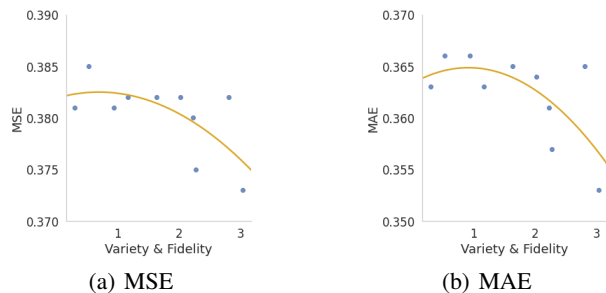 0.390
0.385
0.380
0.375
0.370
MSE
1 2 3
Variety & Fidelity
(a) MSE
0.370
0.365
0.360
0.355
0.350
MAE
1 2 3
Variety & Fidelity
(b) MAE